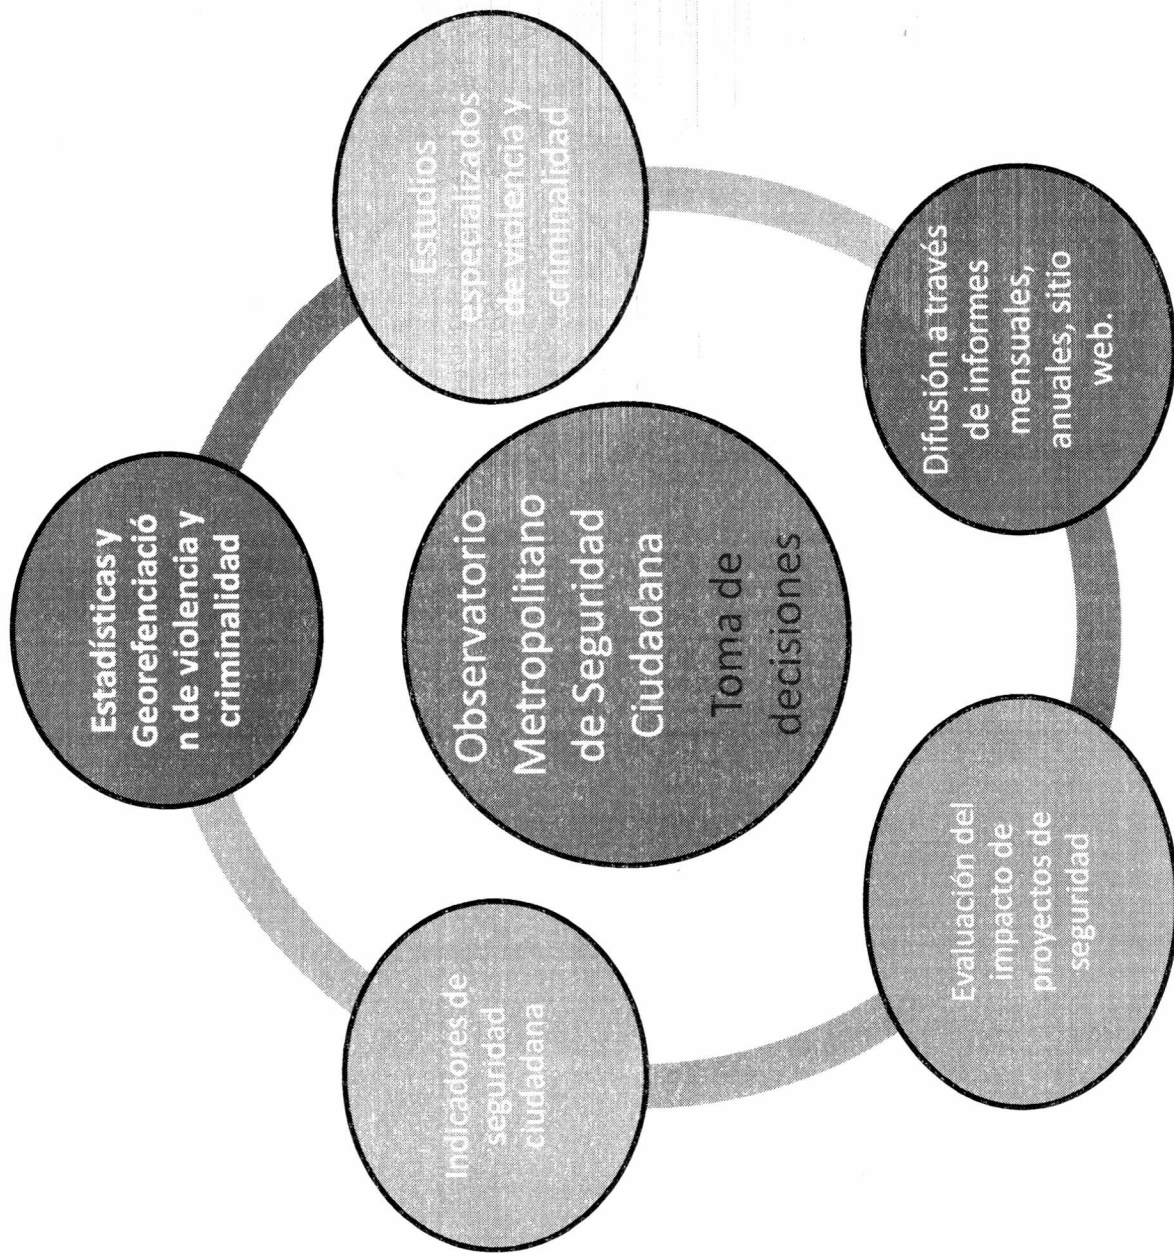 Estadísticas y
Georefenciació
n de violencia y
criminalidad
Estudios
especializados
de violencia y
criminalidad
Difusión a través
de informes
mensuales,
anuales, sitio
web.
Evaluación del
impacto de
proyectos de
seguridad
Indicadores de
seguridad
ciudadana
Observatorio
Metropolitano
de Seguridad
Ciudadana
Toma de
decisiones